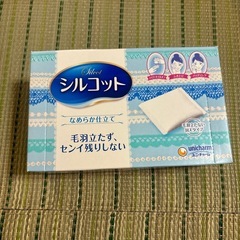 Select
シルコット
なめらか仕立て
毛羽立たず、
センイ残りしない
unicharm
ユニ・チャーム